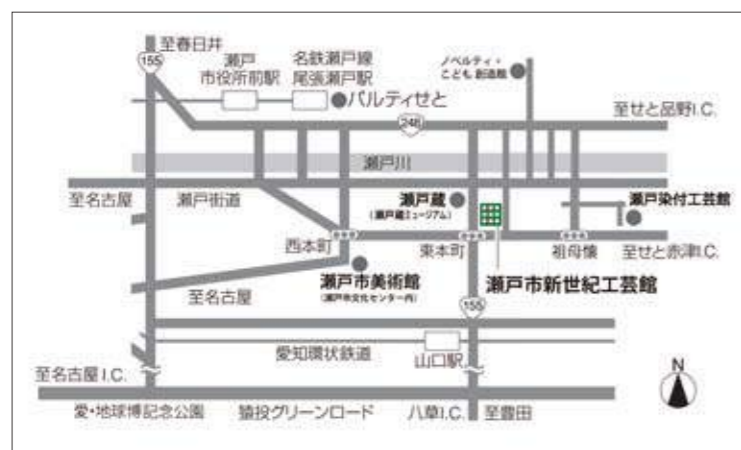 至春日井
155
瀬戸
市役所前駅
名鉄瀬戸線
尾張瀬戸駅
パルティせと
ノベルティ・
こども創造館
248
至せと品野I.C.
瀬戸川
至名古屋
瀬戸街道
瀬戸蔵
(瀬戸蔵ミュージアム)
瀬戸染付工芸館
西本町
東本町
祖母懐
至せと赤津I.C.
瀬戸市美術館
(瀬戸市文化センター内)
瀬戸市新世紀工芸館
至名古屋
155
愛知環状鉄道
山口駅
至名古屋I.C.
愛・地球博記念公園
猿投グリーンロード
八草I.C.
至豊田
N